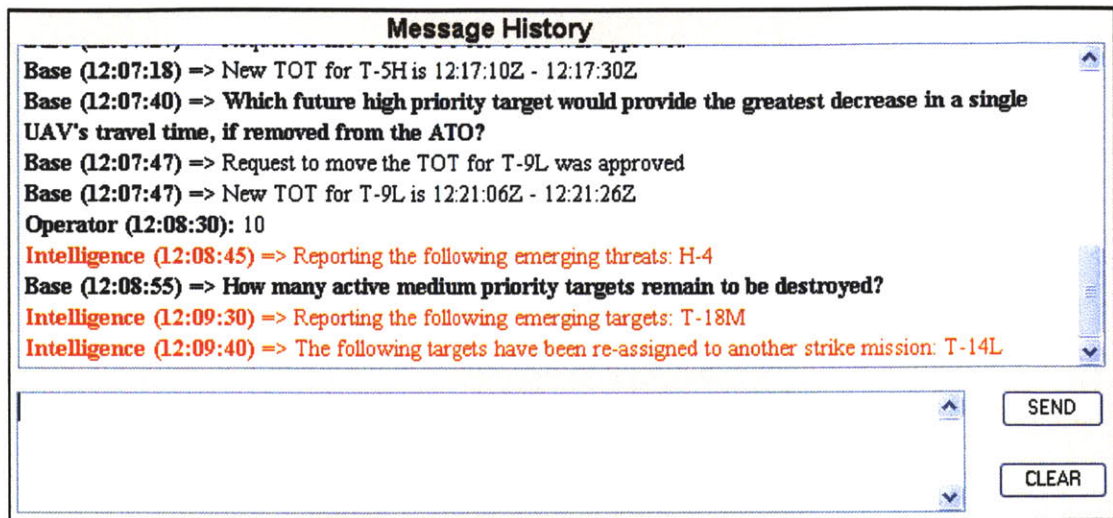 Message History
Base (12:07:18) => New TOT for T-5H is 12:17:10Z - 12:17:30Z
Base (12:07:40) => Which future high priority target would provide the greatest decrease in a single
UAV's travel time, if removed from the ATO?
Base (12:07:47) => Request to move the TOT for T-9L was approved
Base (12:07:47) => New TOT for T-9L is 12:21:06Z - 12:21:26Z
Operator (12:08:30): 10
Intelligence (12:08:45) => Reporting the following emerging threats: H-4
Base (12:08:55) => How many active medium priority targets remain to be destroyed?
Intelligence (12:09:30) => Reporting the following emerging targets: T-18M
Intelligence (12:09:40) => The following targets have been re-assigned to another strike mission: T-14L
SEND
CLEAR